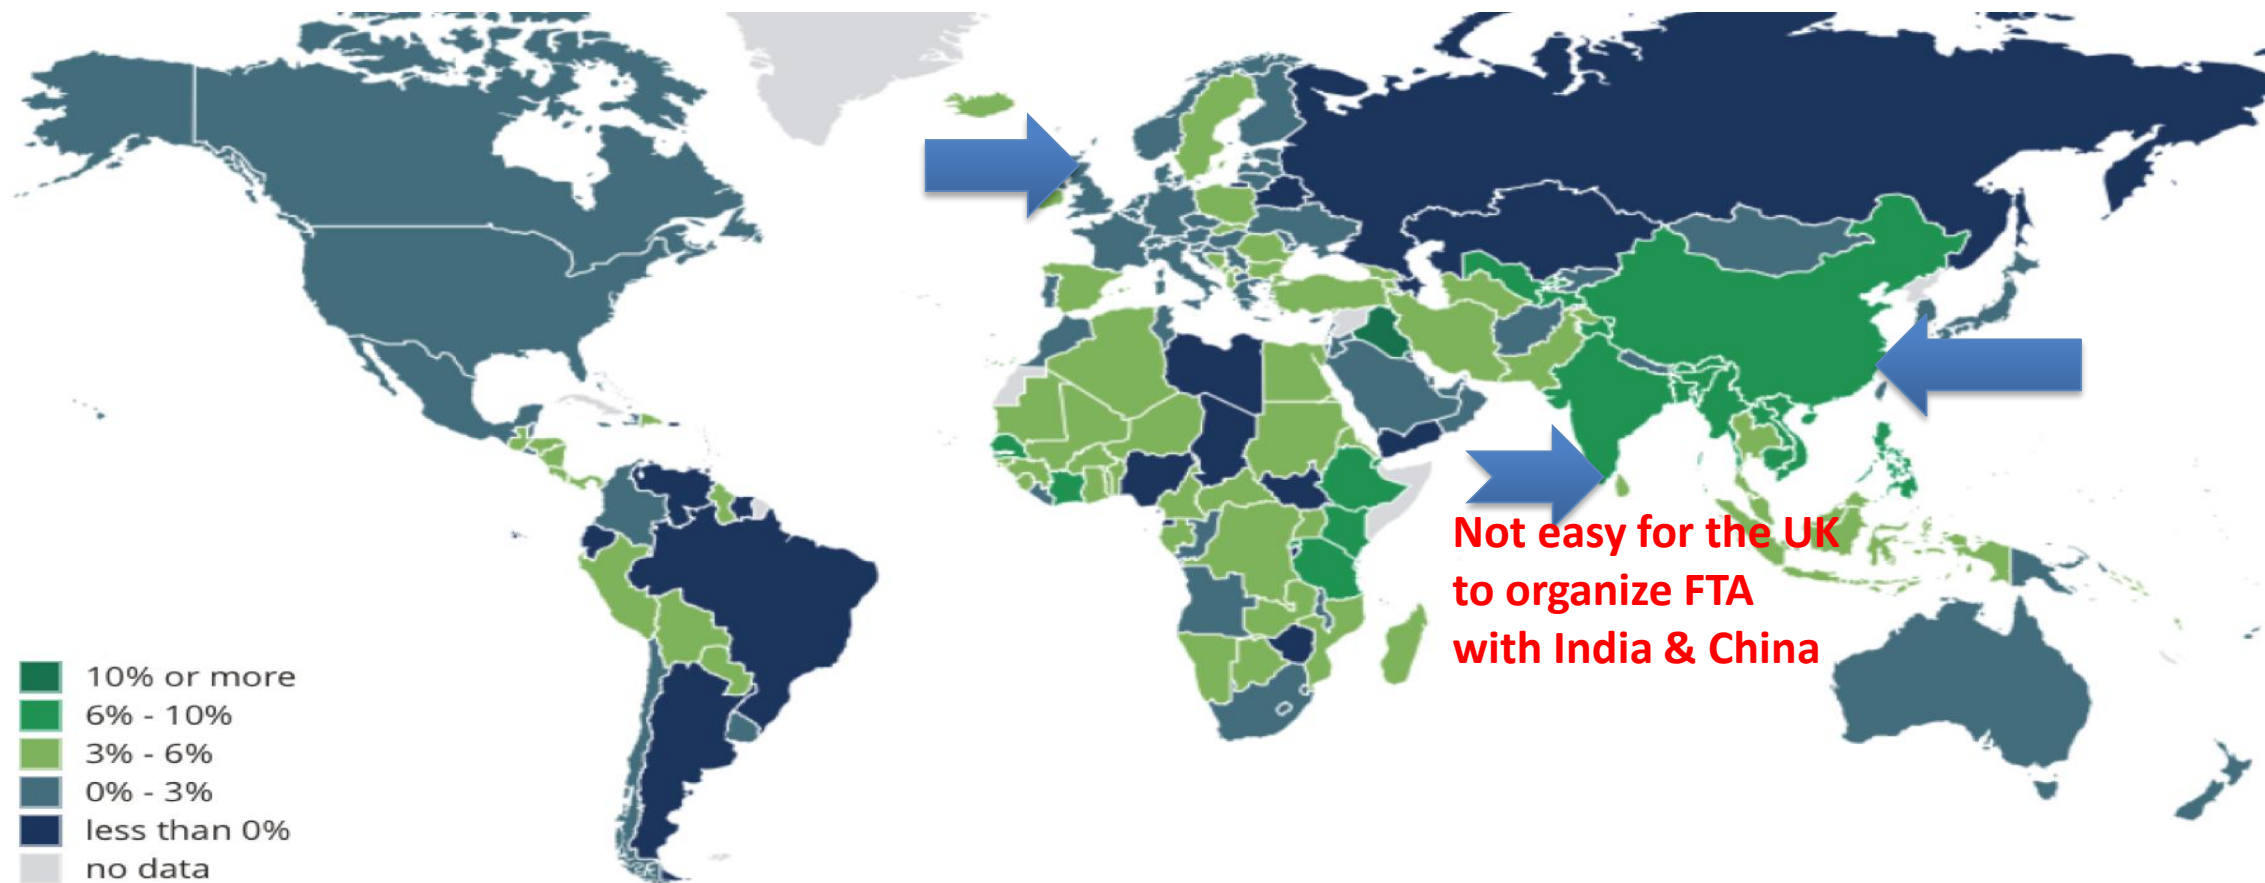 Not easy for the UK
to organize FTA
with India & China
10% or more
6% - 10%
3% - 6%
0% - 3%
less than 0%
no data